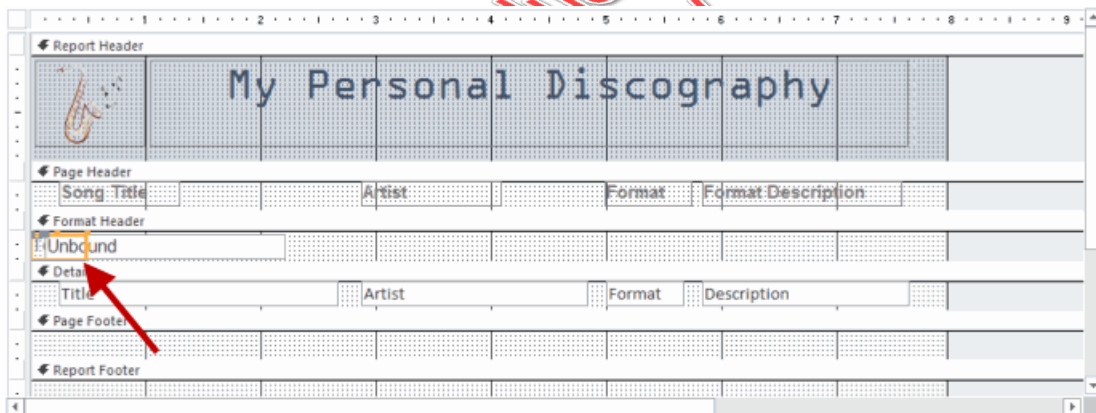 1 2 3 4 5 6 7 8 9
Report Header
My Personal Discography
Page Header
Song Title Artist Format Format Description
Format Header
Unbound
Detail
Title Artist Format Description
Page Footer
Report Footer